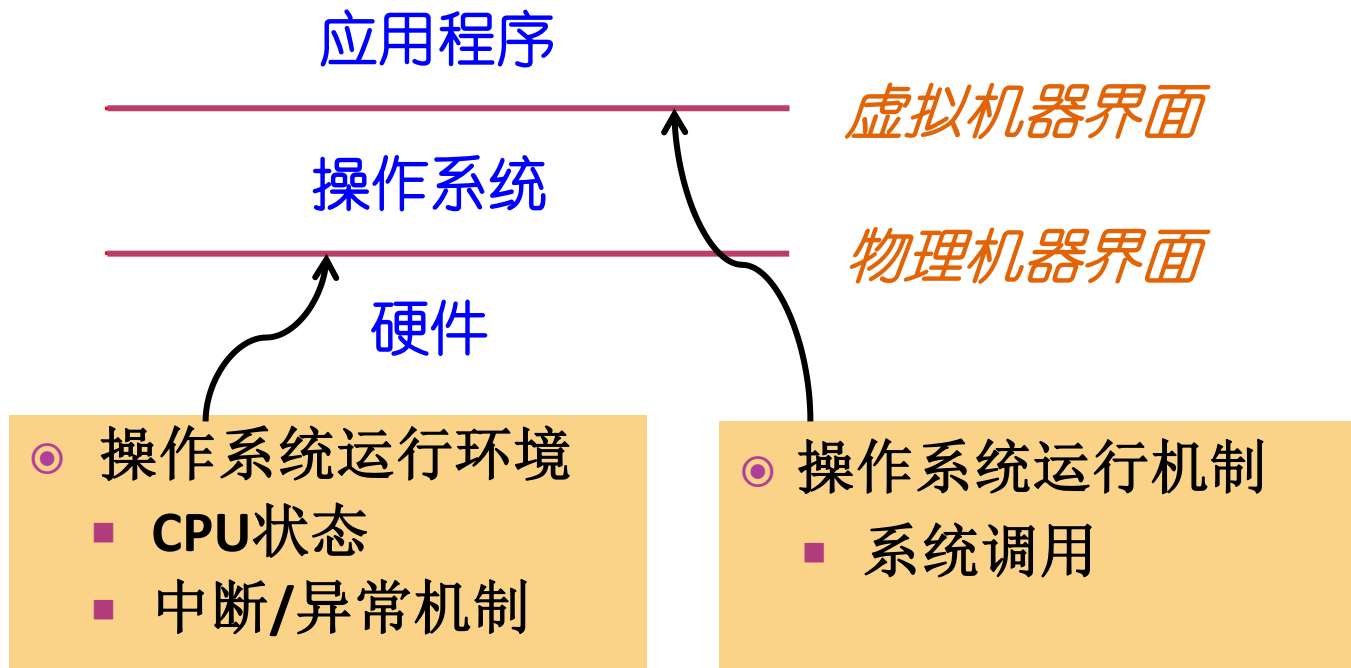 应用程序
虚拟机器界面
操作系统
物理机器界面
硬件
操作系统运行环境
CPU状态
中断/异常机制
操作系统运行机制
系统调用